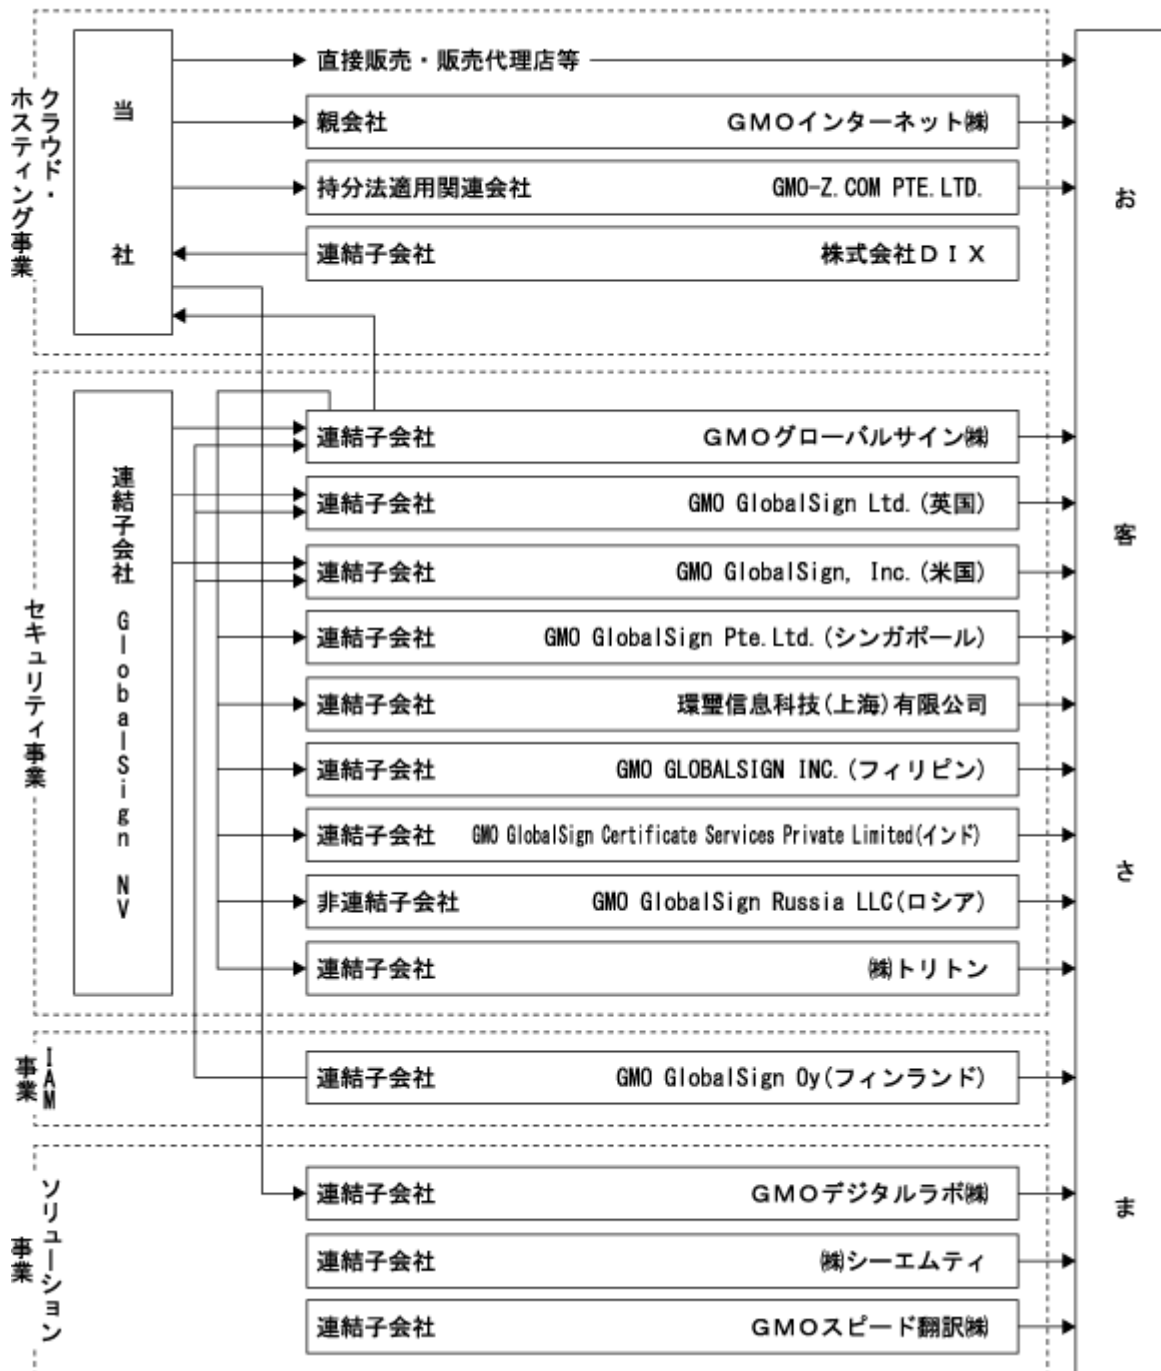 クラウド・
ホスティング事業
当社
直接販売・販売代理店等
親会社 GMOインターネット㈱
持分法適用関連会社 GMO-Z.COM PTE.LTD.
連結子会社 株式会社DIX
セキュリティ事業
連結子会社 GlobalSign NV
連結子会社 GMOグローバルサイン㈱
連結子会社 GMO GlobalSign Ltd.(英国)
連結子会社 GMO GlobalSign, Inc.(米国)
連結子会社 GMO GlobalSign Pte.Ltd.(シンガポール)
連結子会社 環璽信息科技(上海)有限公司
連結子会社 GMO GLOBALSIGN INC.(フィリピン)
連結子会社 GMO GlobalSign Certificate Services Private Limited(インド)
非連結子会社 GMO GlobalSign Russia LLC(ロシア)
連結子会社 ㈱トリトン
IAM
事業
連結子会社 GMO GlobalSign Oy(フィンランド)
ソリューション
事業
連結子会社 GMOデジタルラボ㈱
連結子会社 ㈱シーエムティ
連結子会社 GMOスピード翻訳㈱
お客さま